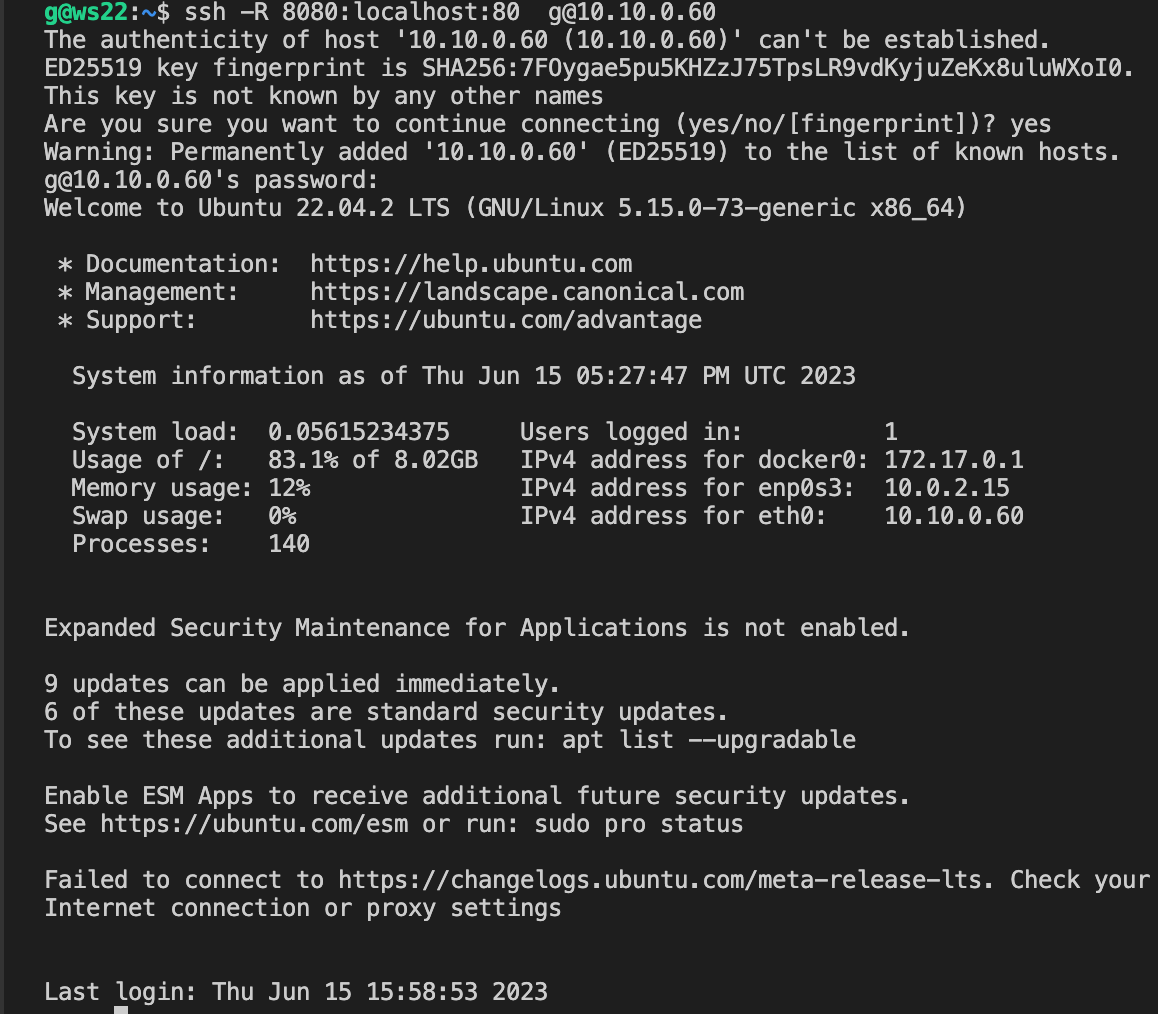 g@ws22:~$ ssh -R 8080:localhost:80  g@10.10.0.60
The authenticity of host '10.10.0.60 (10.10.0.60)' can't be established.
ED25519 key fingerprint is SHA256:7FOygae5pu5KHZzJ75TpsLR9vdKyjuZeKx8uluWXoI0.
This key is not known by any other names
Are you sure you want to continue connecting (yes/no/[fingerprint])? yes
Warning: Permanently added '10.10.0.60' (ED25519) to the list of known hosts.
g@10.10.0.60's password:
Welcome to Ubuntu 22.04.2 LTS (GNU/Linux 5.15.0-73-generic x86_64)

 * Documentation:  https://help.ubuntu.com
 * Management:     https://landscape.canonical.com
 * Support:        https://ubuntu.com/advantage

  System information as of Thu Jun 15 05:27:47 PM UTC 2023

  System load:  0.05615234375     Users logged in:          1
  Usage of /:   83.1% of 8.02GB   IPv4 address for docker0: 172.17.0.1
  Memory usage: 12%               IPv4 address for enp0s3:  10.0.2.15
  Swap usage:   0%                IPv4 address for eth0:    10.10.0.60
  Processes:    140

Expanded Security Maintenance for Applications is not enabled.

9 updates can be applied immediately.
6 of these updates are standard security updates.
To see these additional updates run: apt list --upgradable

Enable ESM Apps to receive additional future security updates.
See https://ubuntu.com/esm or run: sudo pro status

Failed to connect to https://changelogs.ubuntu.com/meta-release-lts. Check your
Internet connection or proxy settings

Last login: Thu Jun 15 15:58:53 2023